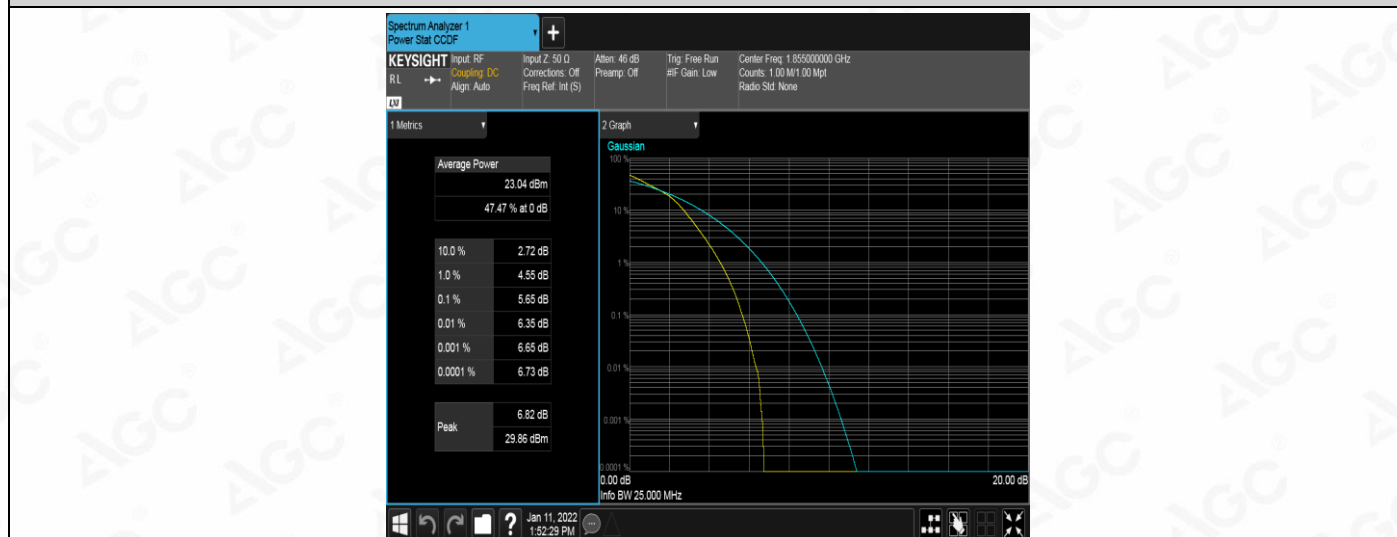 Spectrum Analyzer 1
Power Stat CCDF
+
KEYSIGHT
R L
LXI
Input: RF
Coupling: DC
Align: Auto
Input Z: 50 Ω
Corrections: Off
Freq Ref: Int (S)
Atten: 46 dB
Preamp: Off
Trig: Free Run
#IF Gain: Low
Center Freq: 1.855000000 GHz
Counts: 1.00 M/1.00 Mpt
Radio Std: None
1 Metrics
Average Power
23.04 dBm
47.47 % at 0 dB
10.0 % 2.72 dB
1.0 % 4.55 dB
0.1 % 5.65 dB
0.01 % 6.35 dB
0.001 % 6.65 dB
0.0001 % 6.73 dB
Peak
6.82 dB
29.86 dBm
2 Graph
Gaussian
100 %
10 %
1 %
0.1 %
0.01 %
0.001 %
0.0001 %
0.00 dB 20.00 dB
Info BW 25.000 MHz
?
Jan 11, 2022
1:52:29 PM
AGC